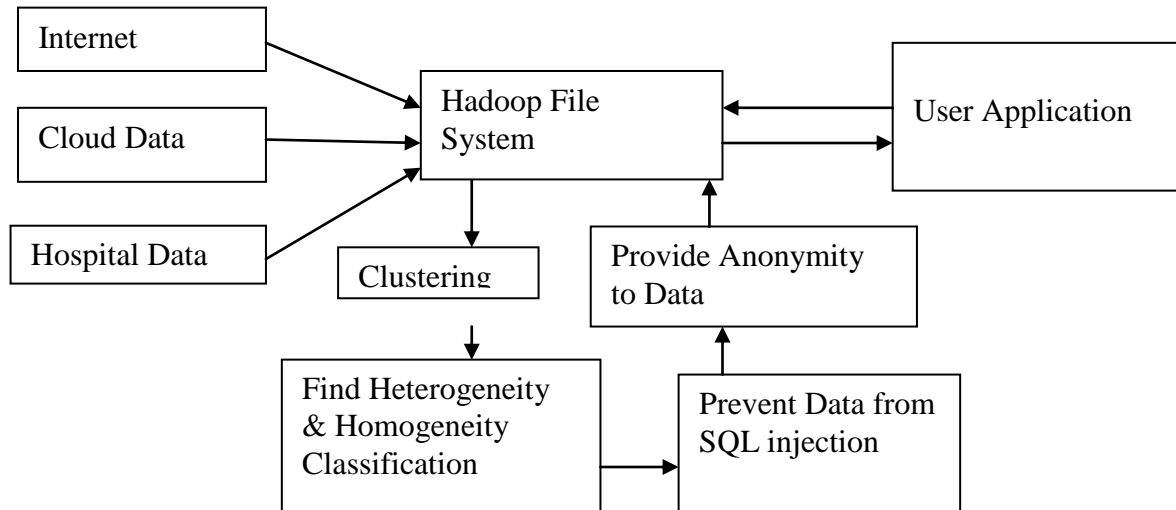 Internet
Cloud Data
Hospital Data
Hadoop File
System
User Application
Clustering
Provide Anonymity
to Data
Find Heterogeneity
& Homogeneity
Classification
Prevent Data from
SQL injection